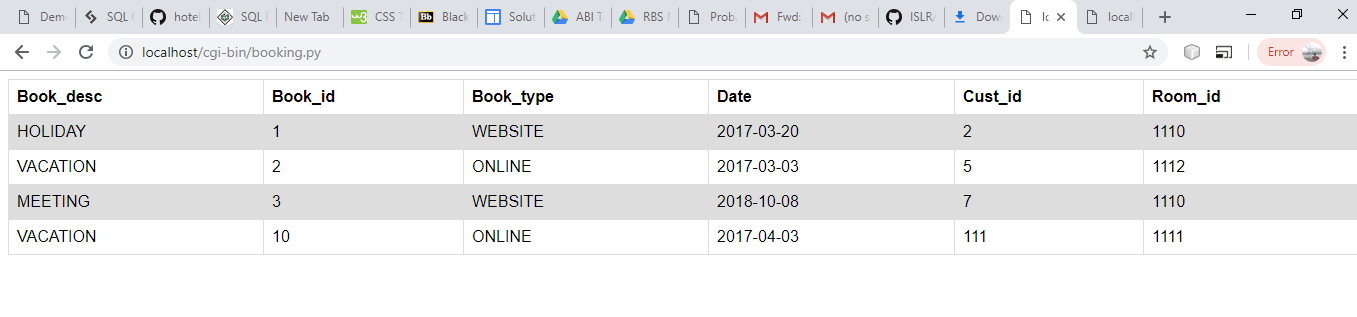 Dem SQL hote SQL New Tab CSS T Black Solut ABI T RBS Prob Fwd: (no s ISLR/ Dow lo local
localhost/cgi-bin/booking.py Error
Book_desc Book_id Book_type Date Cust_id Room_id
HOLIDAY 1 WEBSITE 2017-03-20 2 1110
VACATION 2 ONLINE 2017-03-03 5 1112
MEETING 3 WEBSITE 2018-10-08 7 1110
VACATION 10 ONLINE 2017-04-03 111 1111